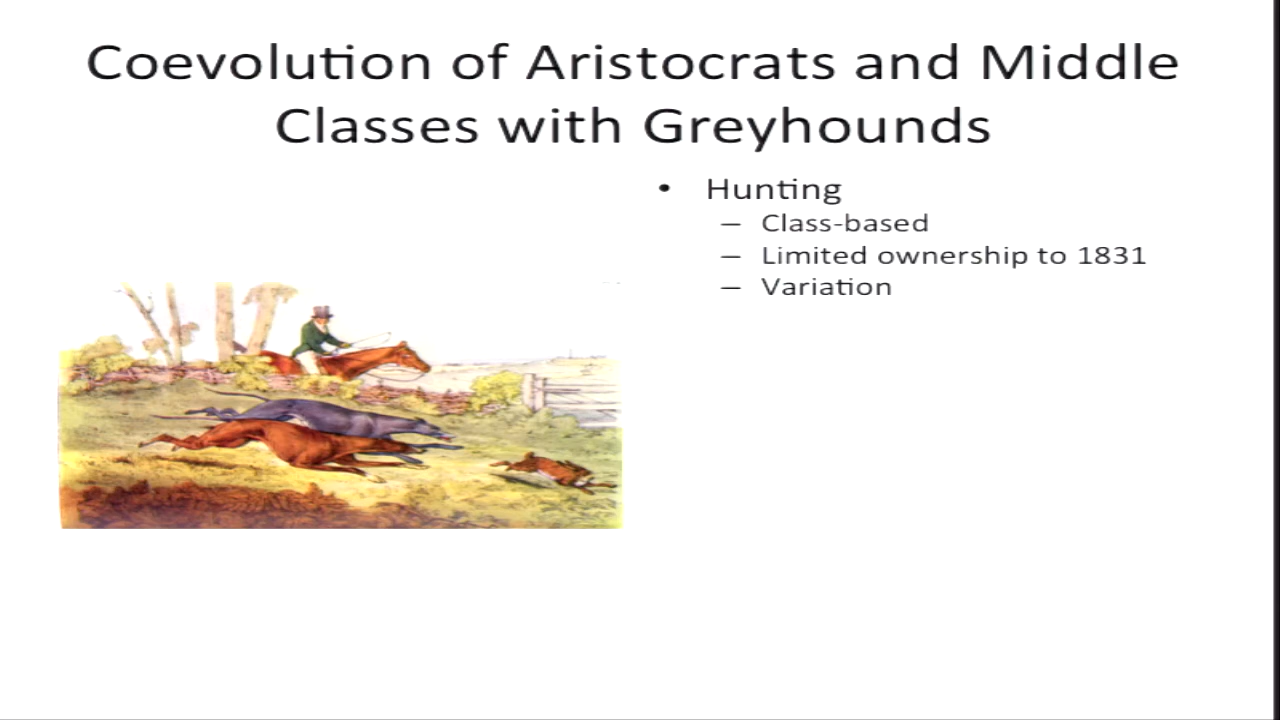 Coevolution of Aristocrats and Middle
Classes with Greyhounds
• Hunting
– Class-based
– Limited ownership to 1831
– Variation